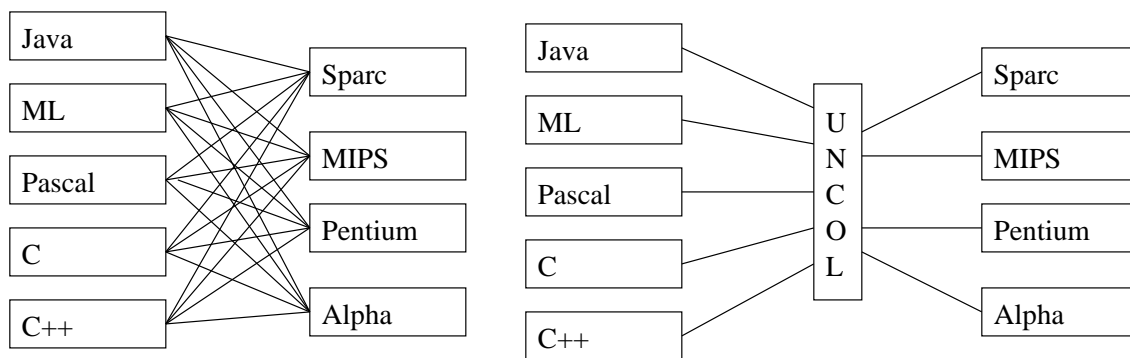 Java
ML
Pascal
C
C++
Sparc
MIPS
Pentium
Alpha
Java
ML
Pascal
C
C++
U
N
C
O
L
Sparc
MIPS
Pentium
Alpha